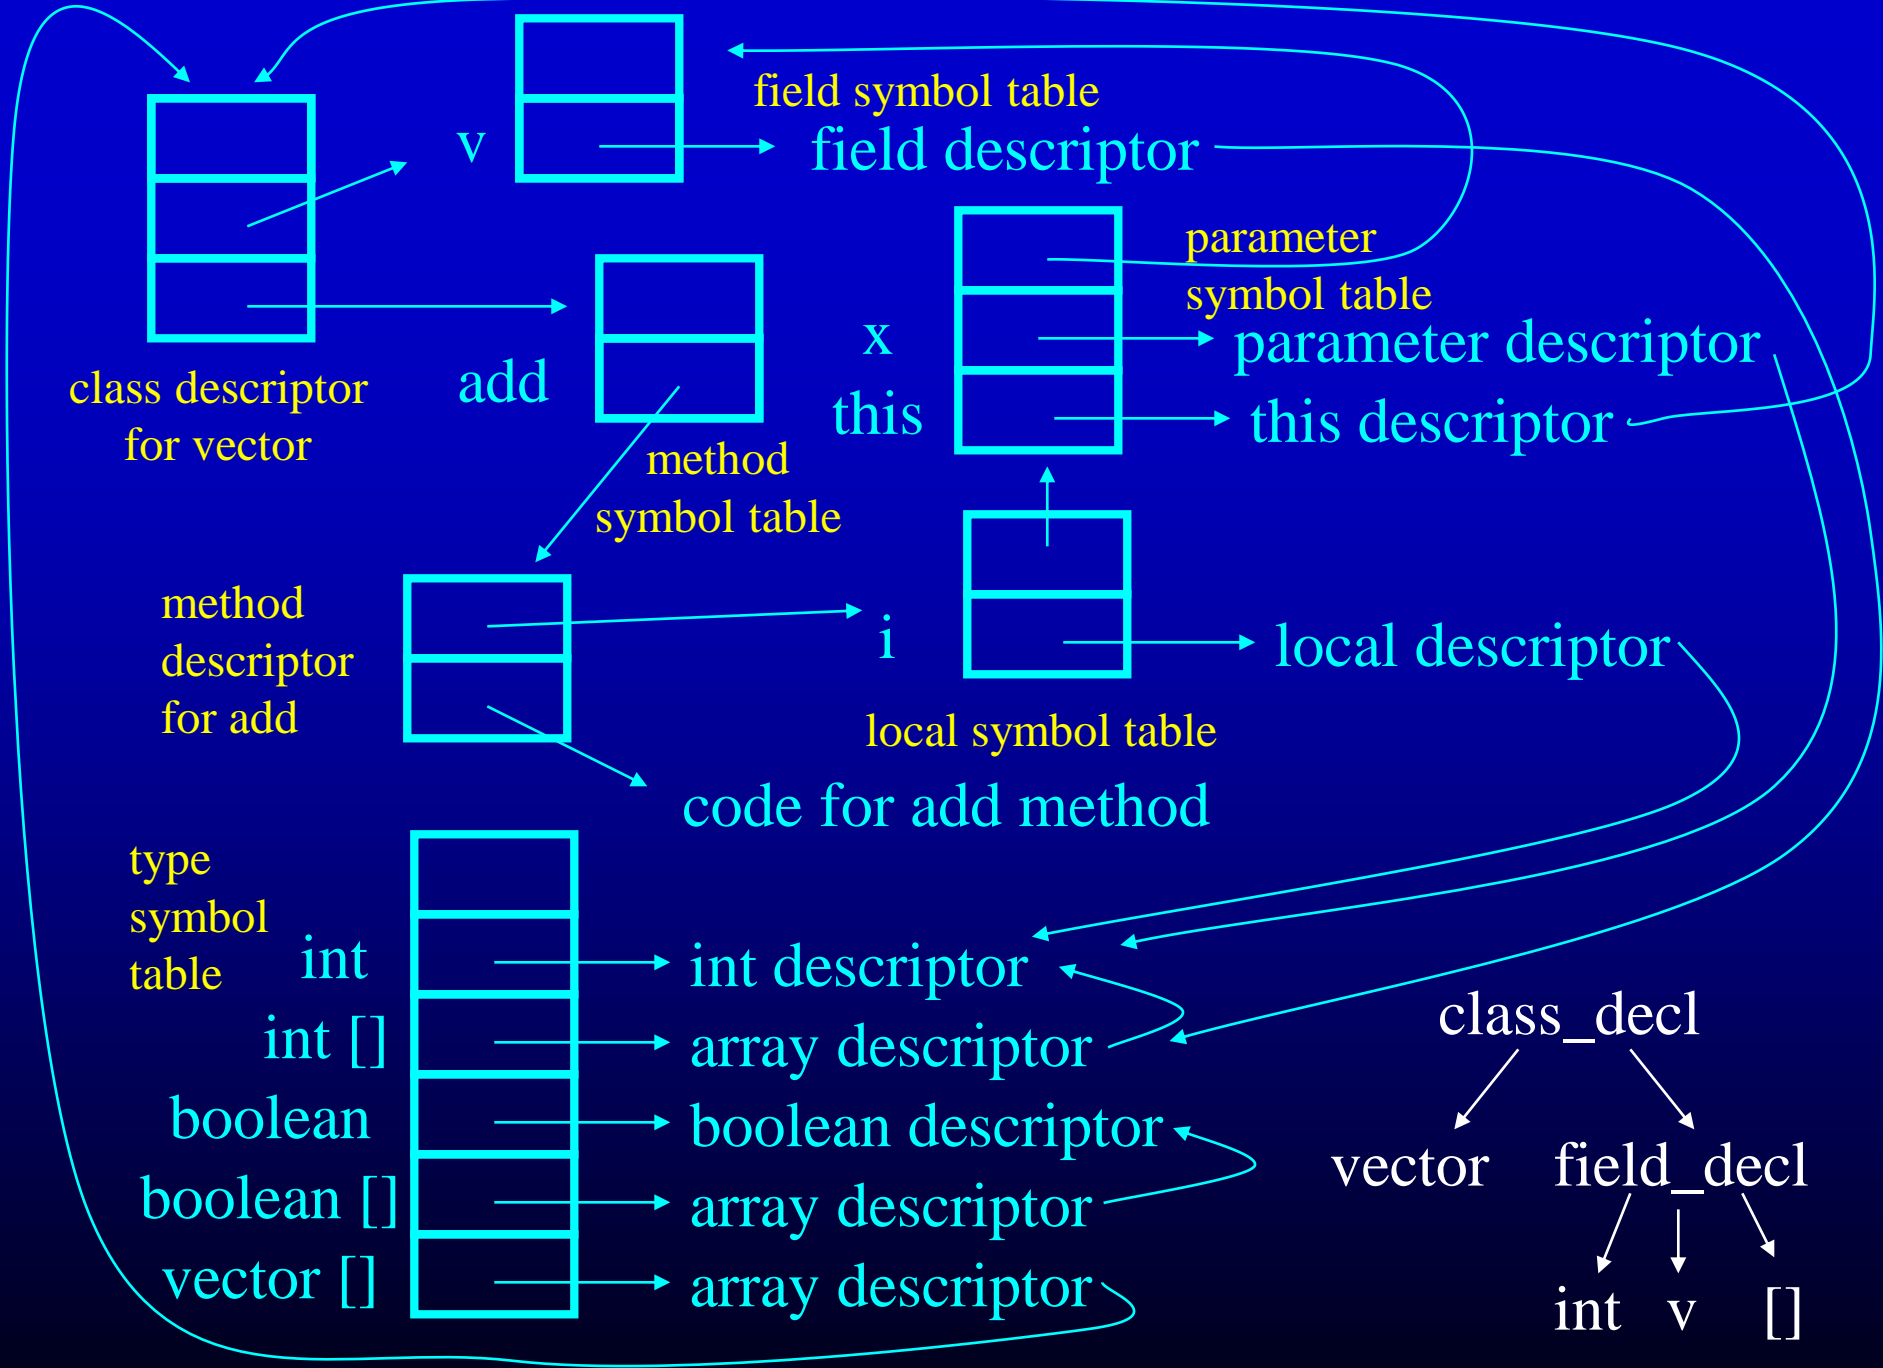 field symbol table
v
field descriptor
parameter
symbol table
x
parameter descriptor
class descriptor
for vector
add
this
this descriptor
method
symbol table
method
descriptor
for add
i
local descriptor
local symbol table
code for add method
type
symbol
table
int
int descriptor
int []
array descriptor
boolean
boolean descriptor
boolean []
array descriptor
vector []
array descriptor
class_decl
vector field_decl
int v []